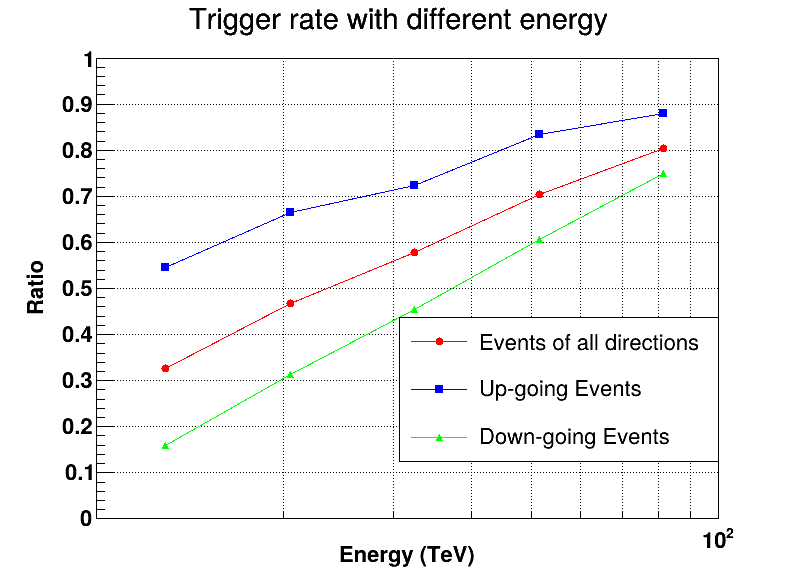 Trigger rate with different energy
1
0.9
0.8
0.7
0.6
0.5
0.4
0.3
0.2
0.1
0
Ratio
Events of all directions
Up-going Events
Down-going Events
Energy (TeV)
10²